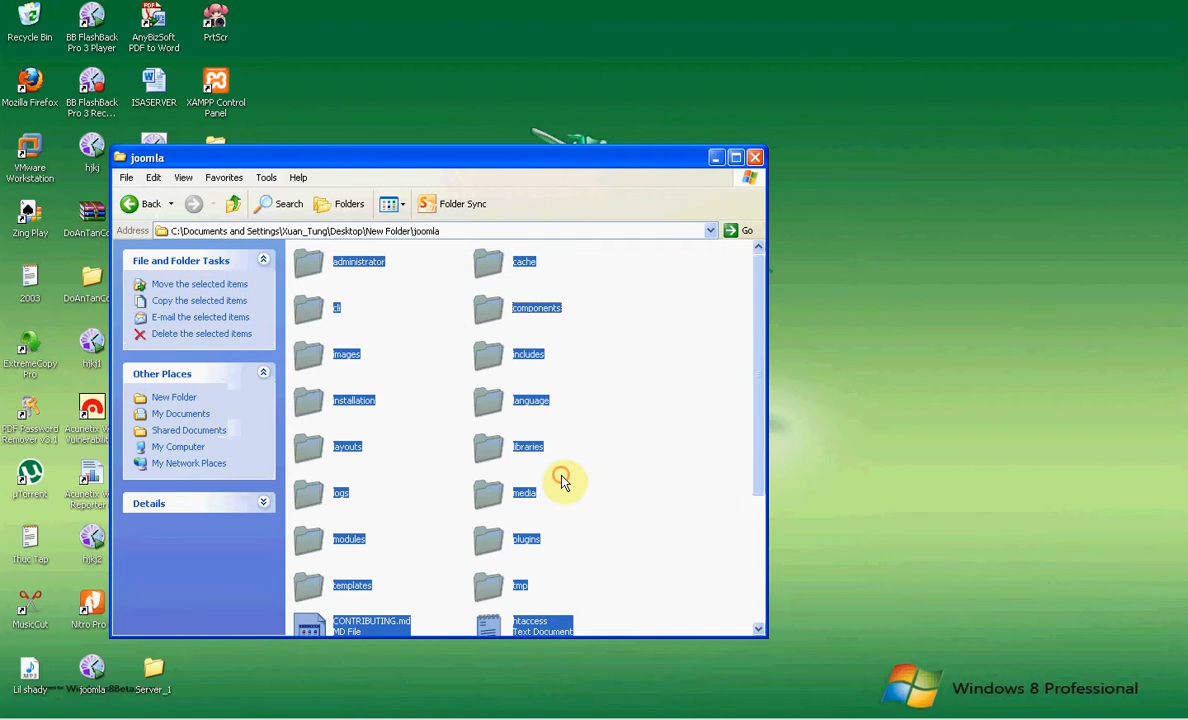 Recycle Bin
BB FlashBack
Pro 3 Player
AnyBizSoft
PDF to Word
PrtScr
Mozilla Firefox
BB FlashBack
Pro 3 Rec...
ISASERVER
XAMPP Control
Panel
VMware
Workstation
hjkj
Zing Play
DoAnTanCo
2003
DoAnTanCo
ExtremeCopy
Pro
hjkj1
PDF Password
Remover v3.1
Acunetix W
Vulnerabili
µTorrent
Acunetix W
Reporter
Thuc Tap
hjkj2
MusicCut
Nitro Pro
Lil shady
joomla
Server_1
joomla
File Edit View Favorites Tools Help
Back Search Folders Folder Sync
Address C:\Documents and Settings\Xuan_Tung\Desktop\New Folder\joomla Go
File and Folder Tasks
Move the selected items
Copy the selected items
E-mail the selected items
Delete the selected items
Other Places
New Folder
My Documents
Shared Documents
My Computer
My Network Places
Details
administrator
cache
cli
components
images
includes
installation
language
layouts
libraries
logs
media
modules
plugins
templates
tmp
CONTRIBUTING.md
MD File
htaccess
Text Document
Windows 8 Professional